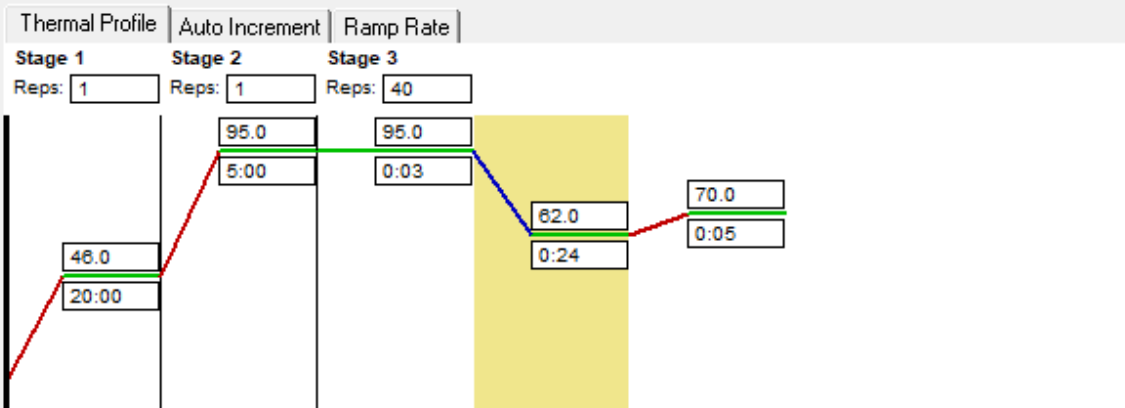 Thermal Profile Auto Increment Ramp Rate
Stage 1 Stage 2 Stage 3
Reps: 1 Reps: 1 Reps: 40
95.0 95.0
5:00 0:03
70.0
62.0
0:05
46.0 0:24
20:00